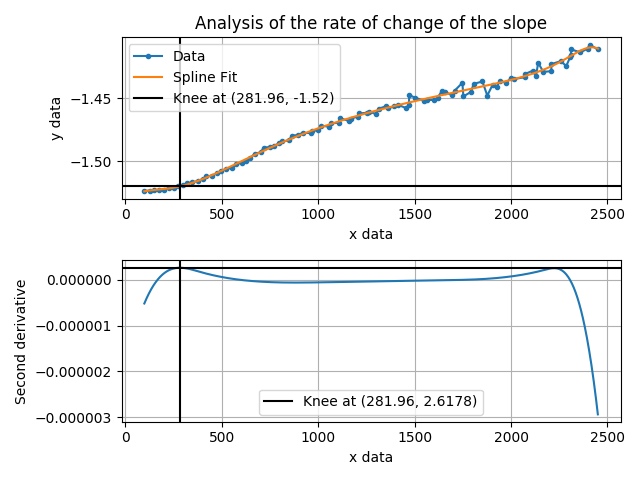 Analysis of the rate of change of the slope
Data
Spline Fit
Knee at (281.96, -1.52)
−1.45
−1.50
y data
0
500
1000
1500
2000
2500
x data
0.000000
−0.000001
−0.000002
−0.000003
Second derivative
Knee at (281.96, 2.6178)
0
500
1000
1500
2000
2500
x data